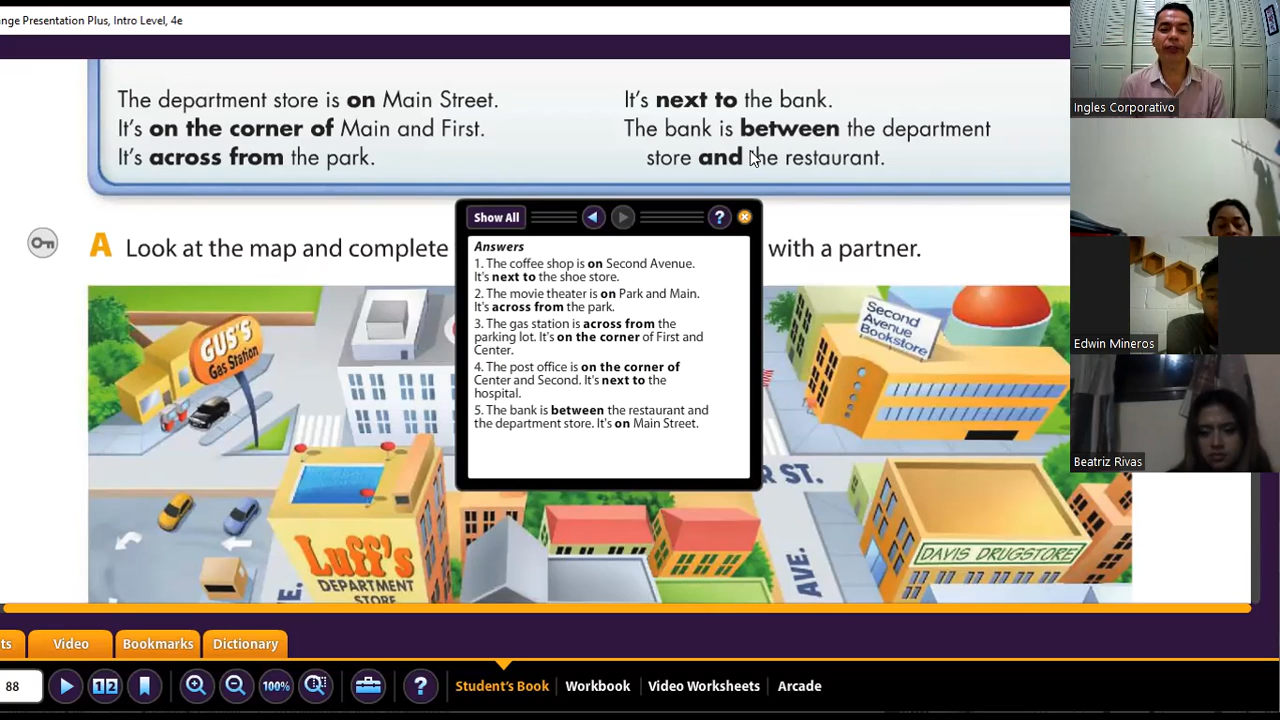 nge Presentation Plus, Intro Level, 4e
The department store is on Main Street.
It's on the corner of Main and First.
It's across from the park.
It's next to the bank.
The bank is between the department
store and the restaurant.
Ingles Corporativo
Show All
?
A Look at the map and complete
with a partner.
Answers
1. The coffee shop is on Second Avenue.
It's next to the shoe store.
2. The movie theater is on Park and Main.
It's across from the park.
3. The gas station is across from the
parking lot. It's on the corner of First and
Center.
4. The post office is on the corner of
Center and Second. It's next to the
hospital.
5. The bank is between the restaurant and
the department store. It's on Main Street.
GUS'S
Gas Station
Second
Avenue
Bookstore
Edwin Mineros
Beatriz Rivas
R ST.
Luff's
DEPARTMENT
STORE
E.
AVE.
DAVIS DRUGSTORE
ts
Video
Bookmarks
Dictionary
88
12
100%
?
Student's Book
Workbook
Video Worksheets
Arcade